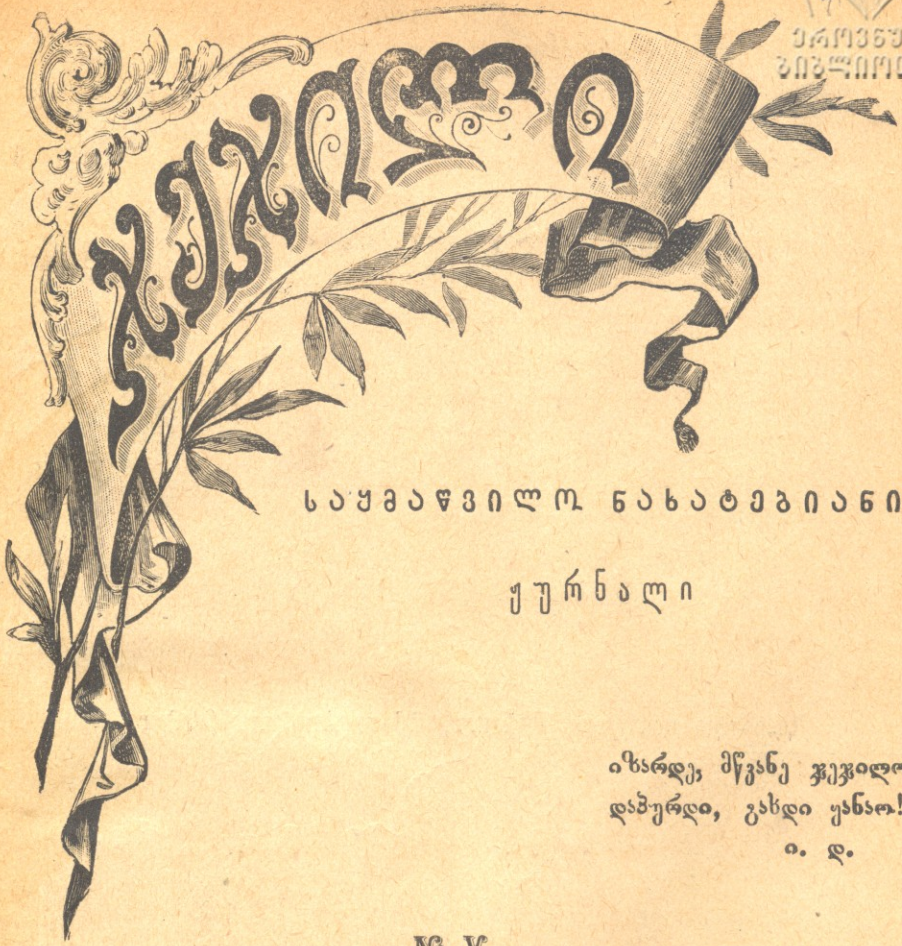 ჯეჯილი
საყმაწვილო ნახატებიანი
ჟურნალი
იზარდე, მწვანე ჯეჯილო
დაპურდი, გახდი ყანაო!
ი. დ.